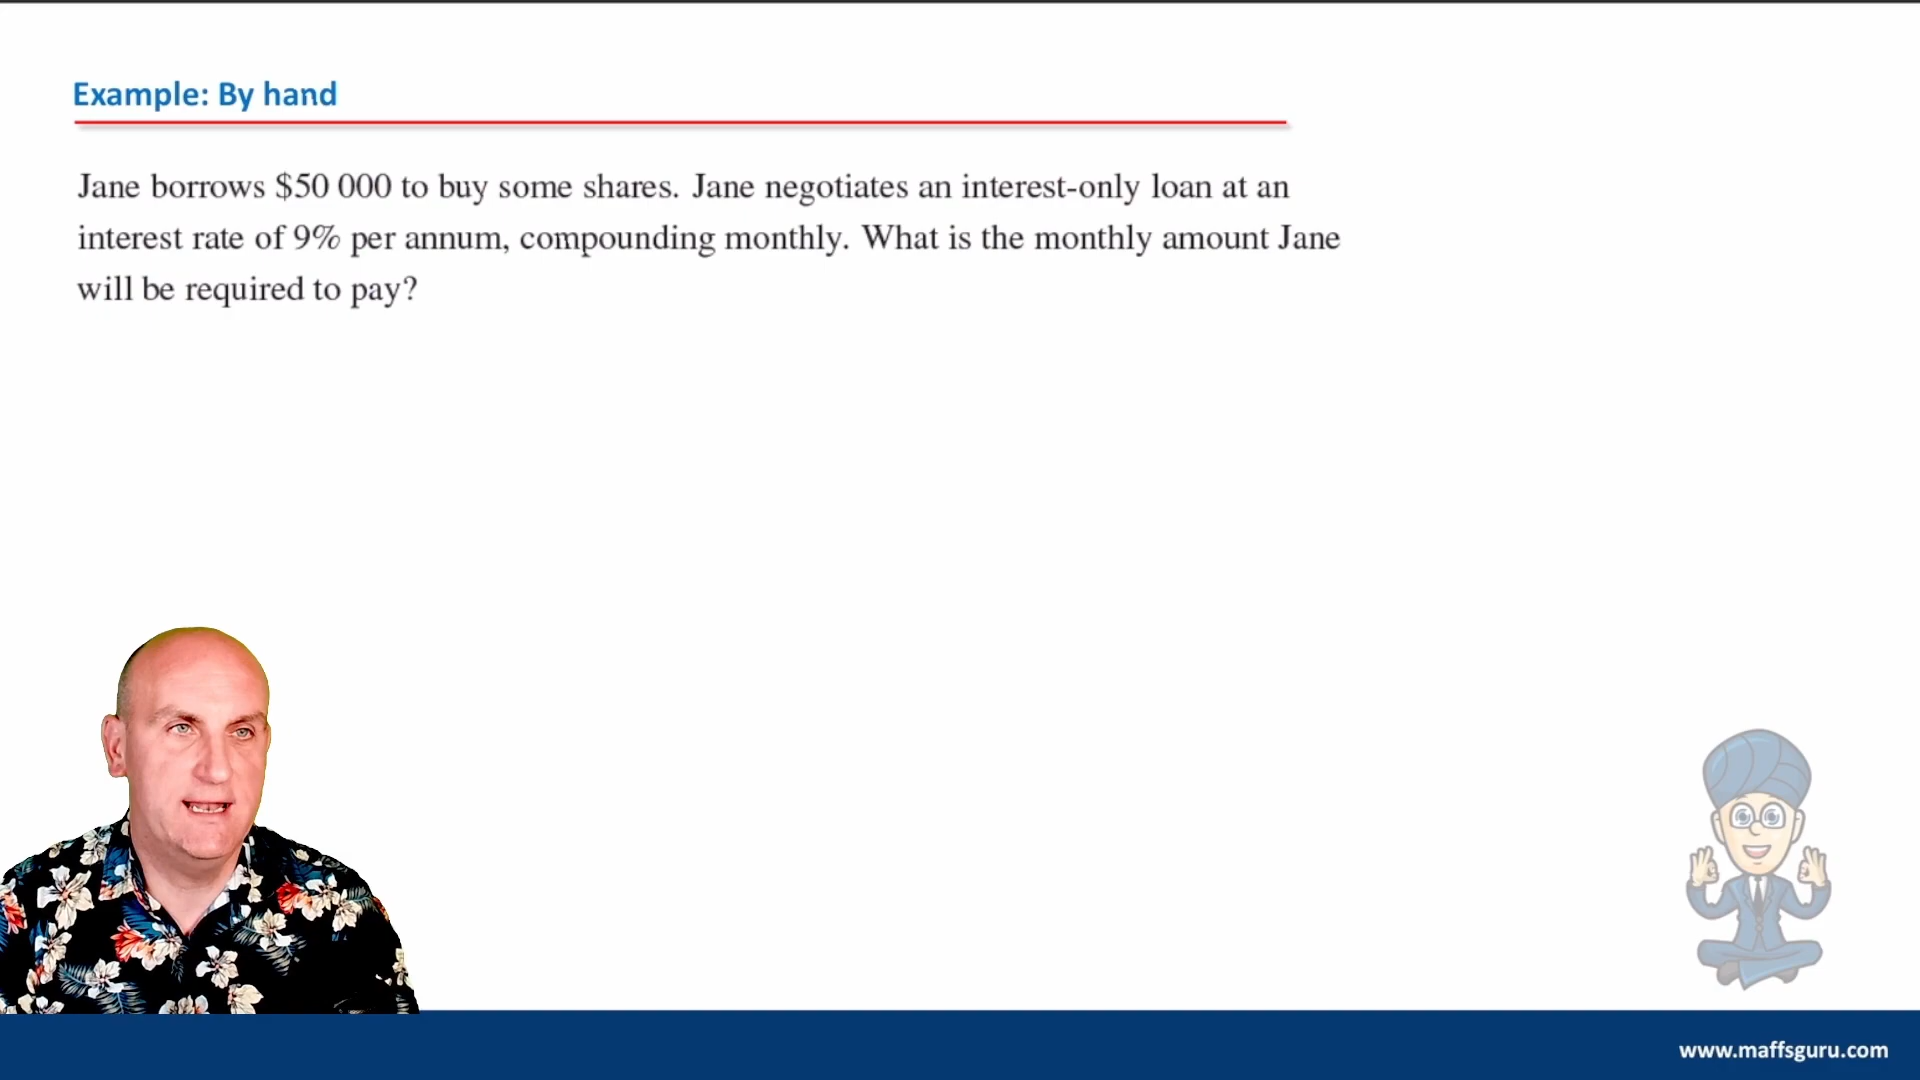 Example: By hand
Jane borrows $50 000 to buy some shares. Jane negotiates an interest-only loan at an
interest rate of 9% per annum, compounding monthly. What is the monthly amount Jane
will be required to pay?
www.maffsguru.com